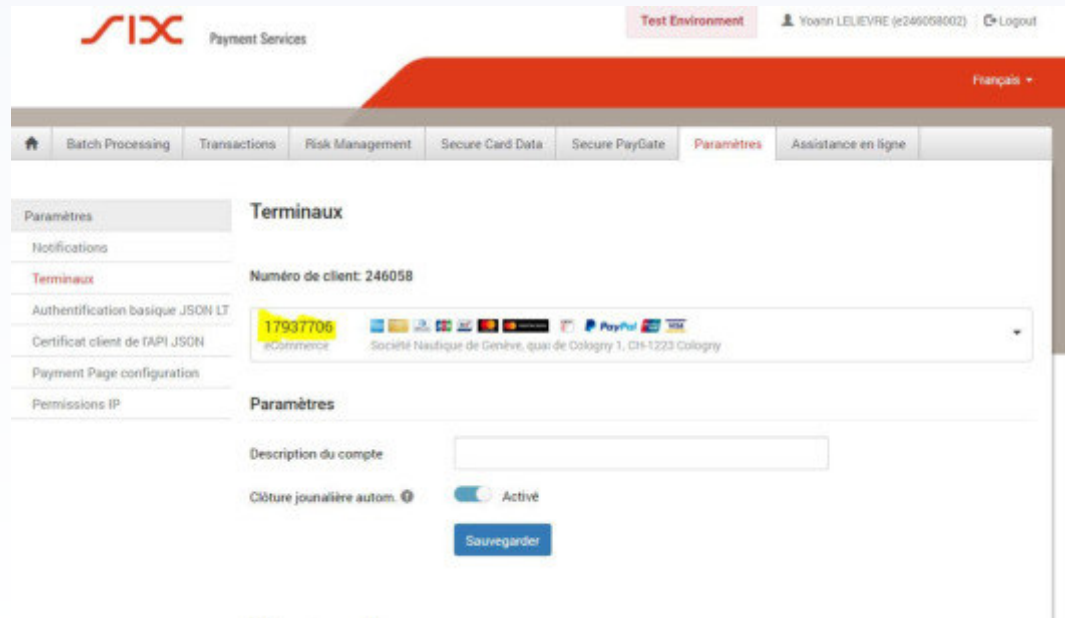 SIX Payment Services
Test Environment
Yoann LELIEVRE (e246058002)
Logout
Français
Batch Processing
Transactions
Risk Management
Secure Card Data
Secure PayGate
Paramètres
Assistance en ligne
Paramètres
Notifications
Terminaux
Authentification basique JSON LT
Certificat client de l'API JSON
Payment Page configuration
Permissions IP
Terminaux
Numéro de client: 246058
17937706
PayPal
VISA
eCommerce
Société Nautique de Genève, quai de Cologny 1, CH-1223 Cologny
Paramètres
Description du compte
Clôture jounalière autom.
Activé
Sauvegarder